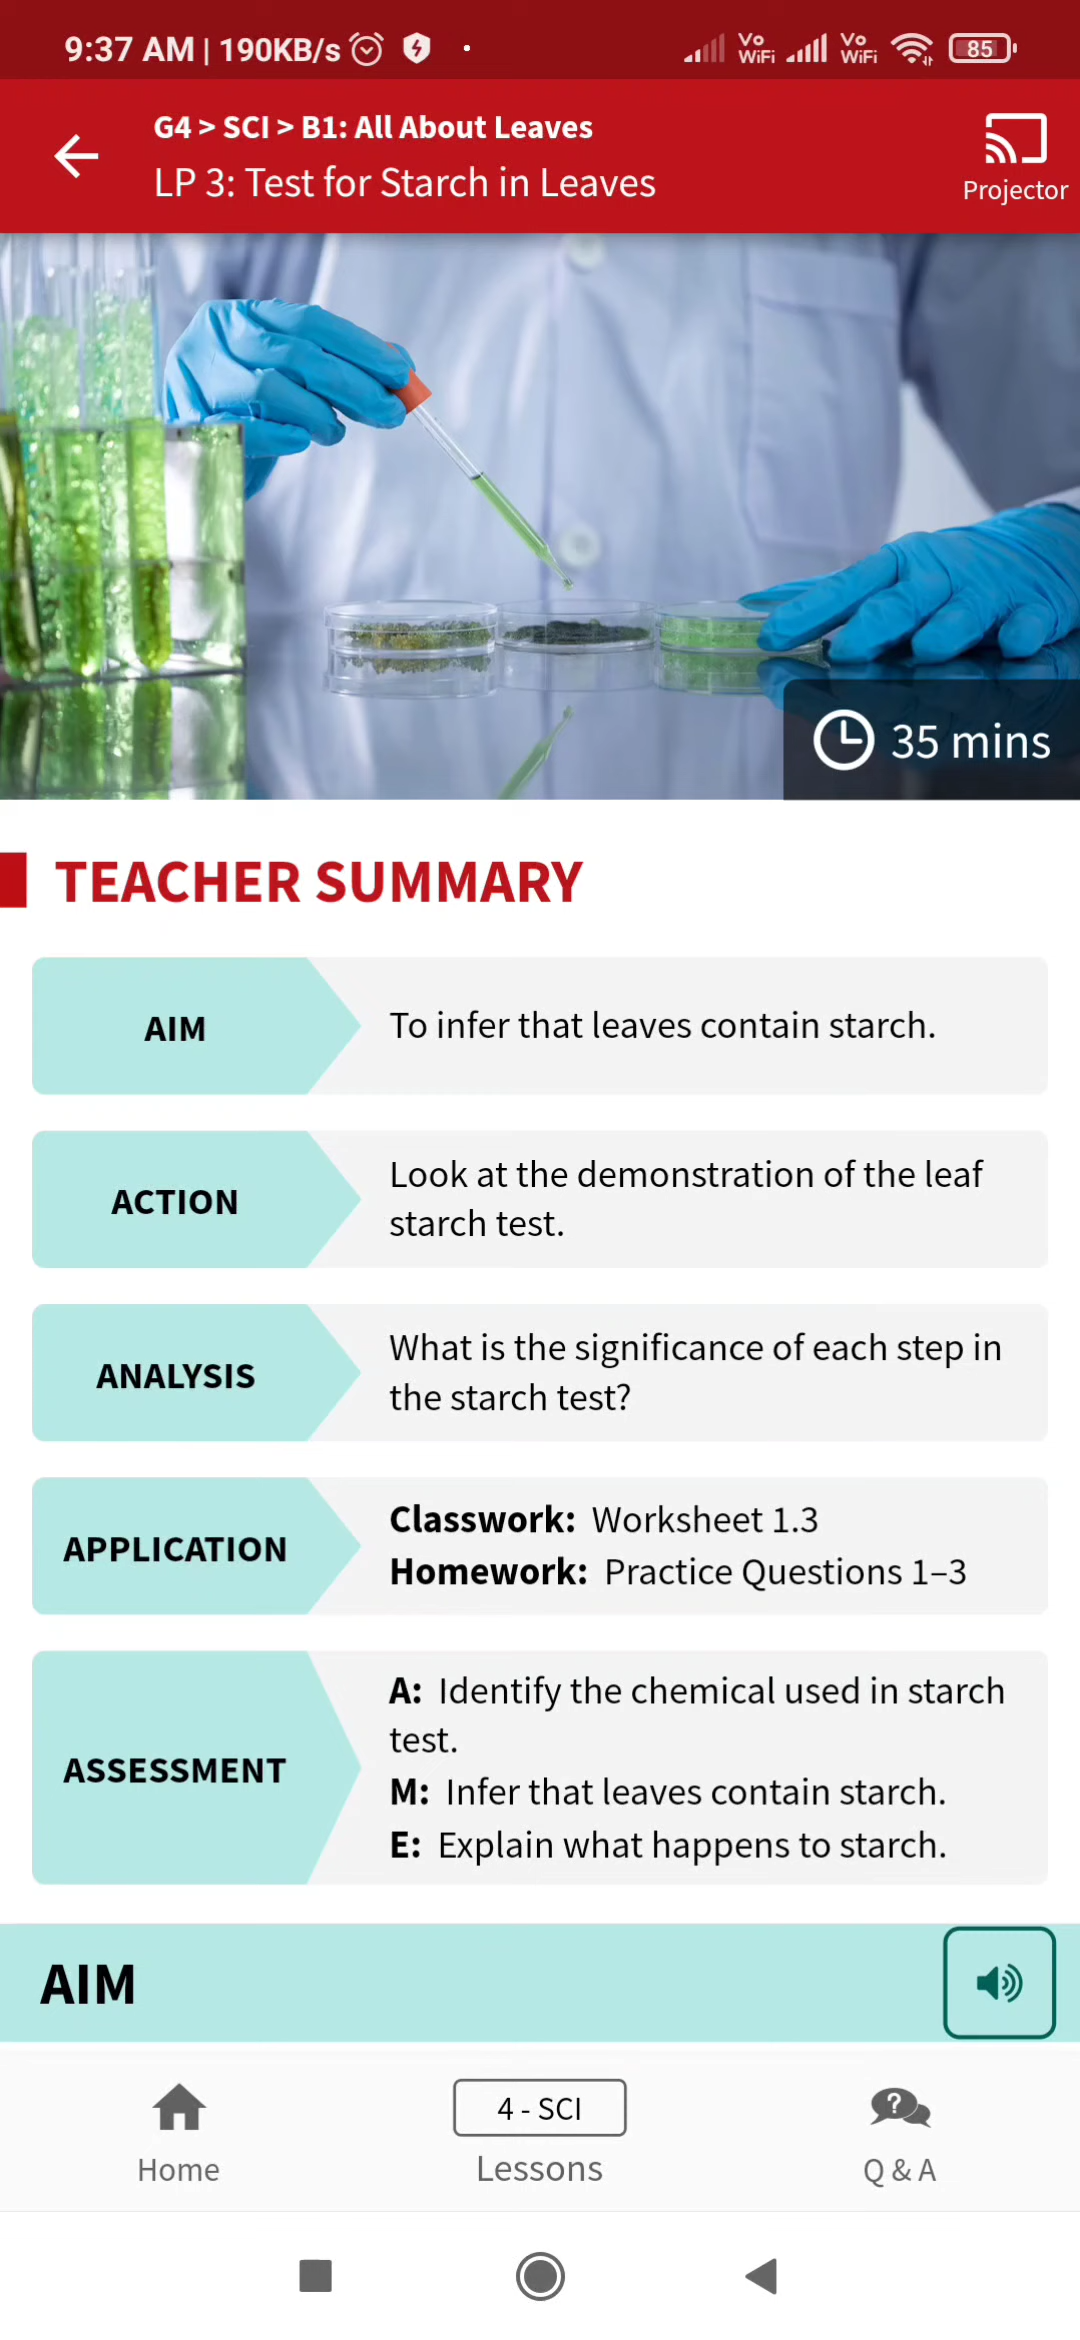 9:37 AM | 190KB/s
Vo WiFi Vo WiFi 85
G4 > SCI > B1: All About Leaves
LP 3: Test for Starch in Leaves
Projector
35 mins
TEACHER SUMMARY
AIM
To infer that leaves contain starch.
ACTION
Look at the demonstration of the leaf
starch test.
ANALYSIS
What is the significance of each step in
the starch test?
APPLICATION
Classwork: Worksheet 1.3
Homework: Practice Questions 1–3
ASSESSMENT
A: Identify the chemical used in starch
test.
M: Infer that leaves contain starch.
E: Explain what happens to starch.
AIM
Home
4 - SCI
Lessons
?
Q & A